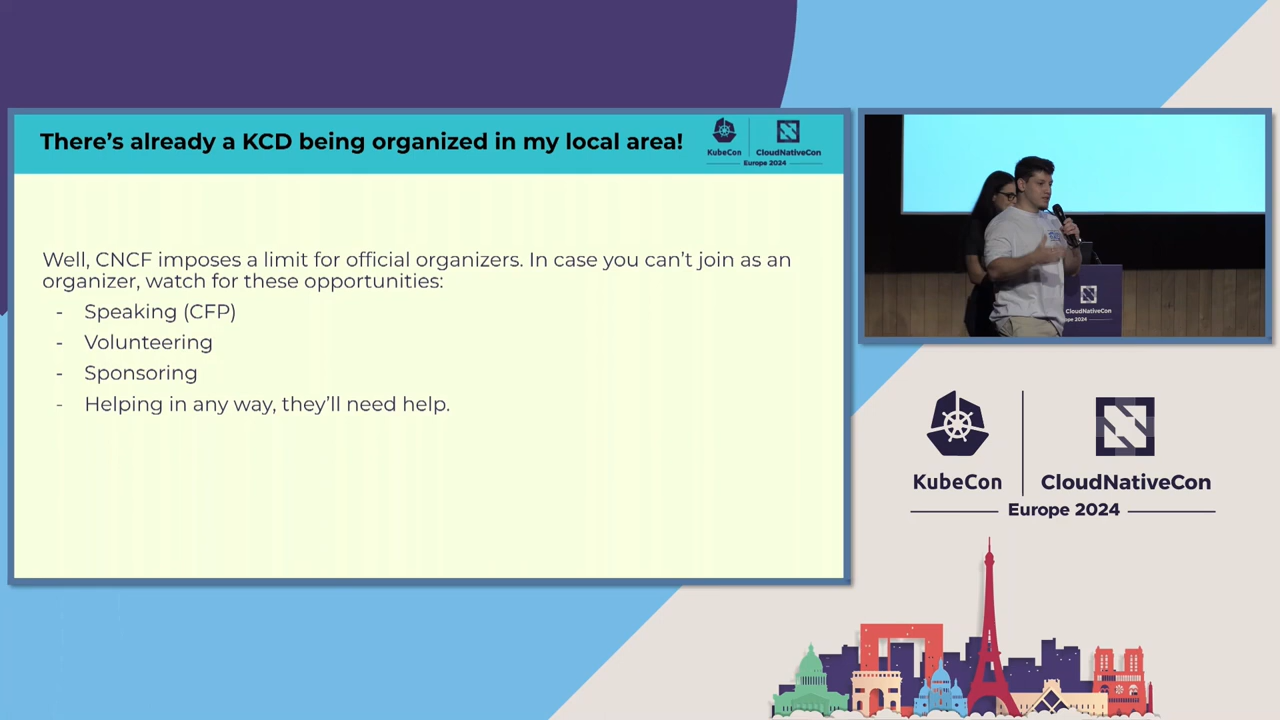 There's already a KCD being organized in my local area!
KubeCon
CloudNativeCon
Europe 2024
Well, CNCF imposes a limit for official organizers. In case you can't join as an
organizer, watch for these opportunities:
- Speaking (CFP)
- Volunteering
- Sponsoring
- Helping in any way, they'll need help.
CloudNativeCon
KubeCon
CloudNativeCon
Europe 2024